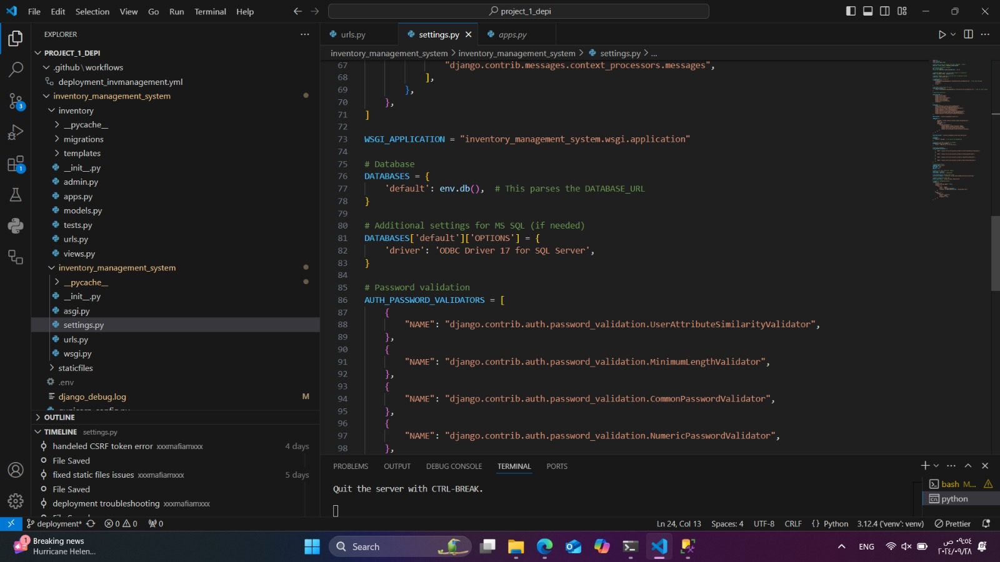 File Edit Selection View Go Run Terminal Help
project_1_depi
EXPLORER
PROJECT_1_DEPI
.github\workflows
deployment_invmanagement.yml
inventory_management_system
inventory
__pycache__
migrations
templates
__init__.py
admin.py
apps.py
models.py
tests.py
urls.py
views.py
inventory_management_system
__pycache__
__init__.py
asgi.py
settings.py
urls.py
wsgi.py
staticfiles
.env
django_debug.log M
OUTLINE
TIMELINE settings.py
handeled CSRF token error xxxmafiamxxx 4 days
File Saved
fixed static files issues xxxmafiamxxx 5 days
File Saved
deployment troubleshooting xxxmafiamxxx
3
1
urls.py settings.py apps.py
inventory_management_system > inventory_management_system > settings.py > ...
67 "django.contrib.messages.context_processors.messages",
68 ],
69 },
70 },
71 ]
72
73 WSGI_APPLICATION = "inventory_management_system.wsgi.application"
74
75 # Database
76 DATABASES = {
77 'default': env.db(),  # This parses the DATABASE_URL
78 }
79
80 # Additional settings for MS SQL (if needed)
81 DATABASES['default']['OPTIONS'] = {
82 'driver': 'ODBC Driver 17 for SQL Server',
83 }
84
85 # Password validation
86 AUTH_PASSWORD_VALIDATORS = [
87 {
88 "NAME": "django.contrib.auth.password_validation.UserAttributeSimilarityValidator",
89 },
90 {
91 "NAME": "django.contrib.auth.password_validation.MinimumLengthValidator",
92 },
93 {
94 "NAME": "django.contrib.auth.password_validation.CommonPasswordValidator",
95 },
96 {
97 "NAME": "django.contrib.auth.password_validation.NumericPasswordValidator",
98 },
PROBLEMS OUTPUT DEBUG CONSOLE TERMINAL PORTS
Quit the server with CTRL-BREAK.
bash M...
python
deployment* 0 0 0
Ln 24, Col 13 Spaces: 4 UTF-8 CRLF {} Python 3.12.4 ('venv': venv) Prettier
1
Breaking news
Hurricane Helen...
Search
ENG
٠٩:٥٤ ص
٢٠٢٤/٠٩/٢٨